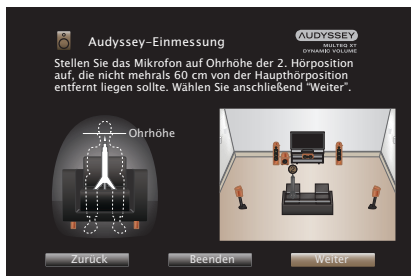 Audyssey-Einmessung
AUDYSSEY
MULTEQ XT
DYNAMIC VOLUME
Stellen Sie das Mikrofon auf Ohrhöhe der 2. Hörposition
auf, die nicht mehrals 60 cm von der Haupthörposition
entfernt liegen sollte. Wählen Sie anschließend “Weiter”.
Ohrhöhe
Zurück
Beenden
Weiter